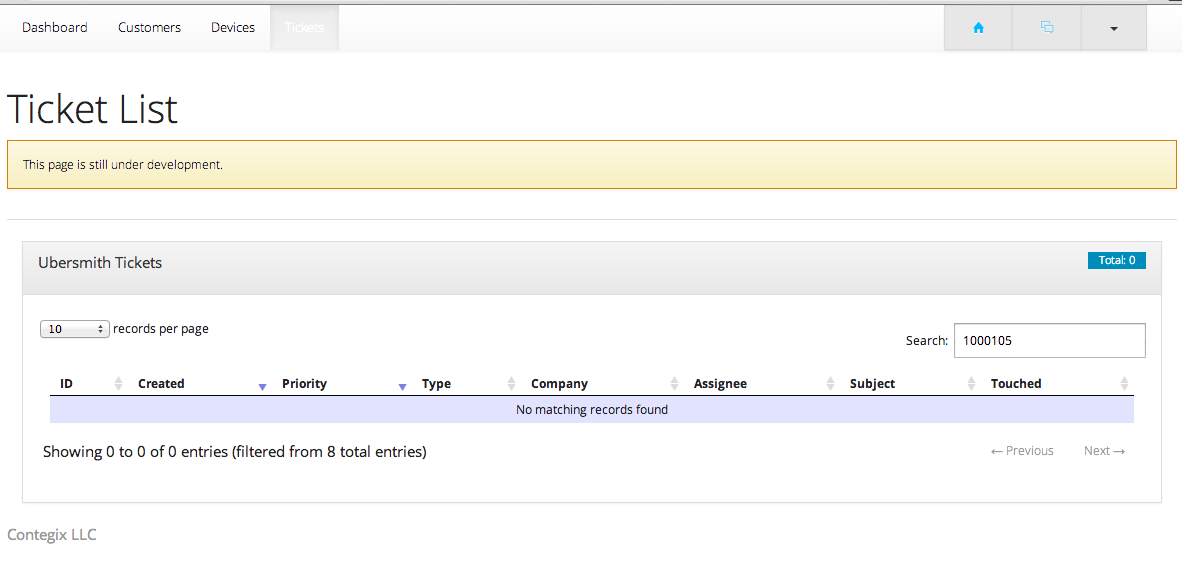 Dashboard Customers Devices Tickets
Ticket List
This page is still under development.
Ubersmith Tickets Total: 0
10 records per page
Search: 1000105
ID Created Priority Type Company Assignee Subject Touched
No matching records found
Showing 0 to 0 of 0 entries (filtered from 8 total entries) ← Previous Next →
Contegix LLC